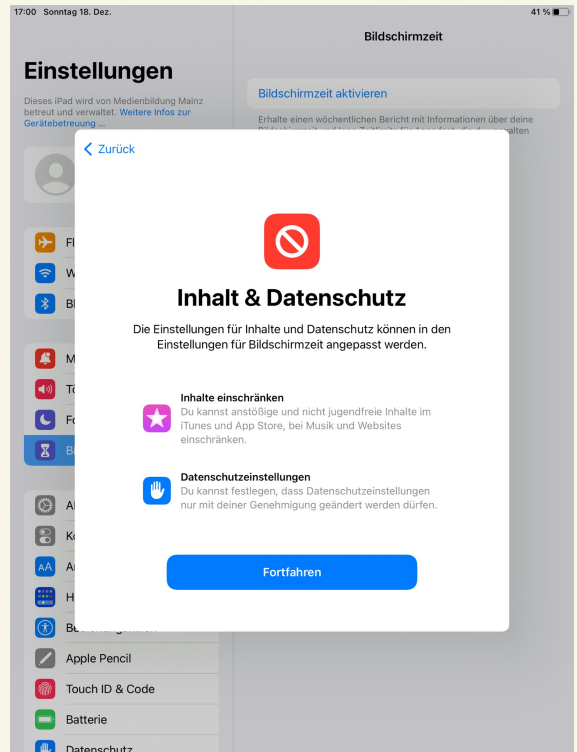 17:00 Sonntag 18. Dez.
41 %
Bildschirmzeit
Einstellungen
Dieses iPad wird von Medienbildung Mainz
betreut und verwaltet. Weitere Infos zur
Gerätebetreuung ...
Bildschirmzeit aktivieren
Erhalte einen wöchentlichen Bericht mit Informationen über deine
Zurück
Inhalt & Datenschutz
Die Einstellungen für Inhalte und Datenschutz können in den
Einstellungen für Bildschirmzeit angepasst werden.
Inhalte einschränken
Du kannst anstößige und nicht jugendfreie Inhalte im
iTunes und App Store, bei Musik und Websites
einschränken.
Datenschutzeinstellungen
Du kannst festlegen, dass Datenschutzeinstellungen
nur mit deiner Genehmigung geändert werden dürfen.
Fortfahren
AA
Apple Pencil
Touch ID & Code
Batterie
Datenschutz